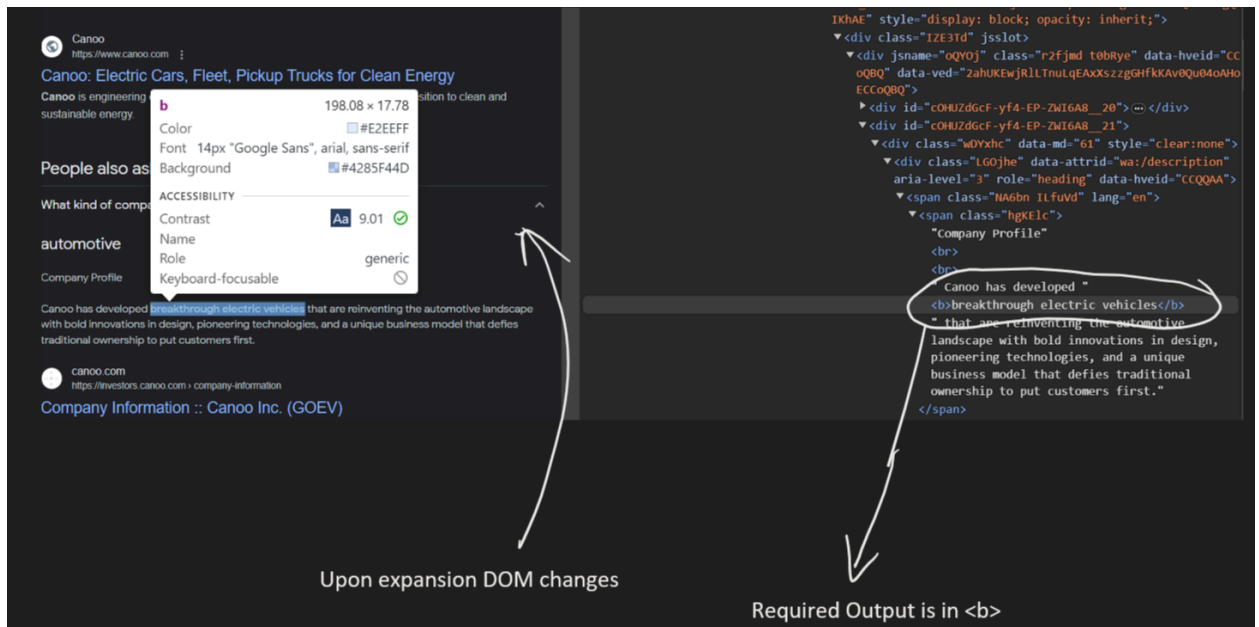 Canoo
https://www.canoo.com
Canoo: Electric Cars, Fleet, Pickup Trucks for Clean Energy
Canoo is engineering sition to clean and
sustainable energy.
b 198.08 × 17.78
Color #E2EEFF
Font 14px "Google Sans", arial, sans-serif
Background #4285F44D
ACCESSIBILITY
Contrast Aa 9.01
Name
Role generic
Keyboard-focusable
People also as
What kind of compa
automotive
Company Profile
Canoo has developed breakthrough electric vehicles that are reinventing the automotive landscape
with bold innovations in design, pioneering technologies, and a unique business model that defies
traditional ownership to put customers first.
canoo.com
https://investors.canoo.com › company-information
Company Information :: Canoo Inc. (GOEV)
IKhAE" style="display: block; opacity: inherit;">
<div class="IZE3Td" jsslot>
<div jsname="oQYOj" class="r2fjmd t0bRye" data-hveid="CC
oQBQ" data-ved="2ahUKEwjRlLTnuLqEAxXszzgGHfkKAv0Qu04oAHo
ECCoQBQ">
<div id="cOHUZdGcF-yf4-EP-ZWI6A8__20">…</div>
<div id="cOHUZdGcF-yf4-EP-ZWI6A8__21">
<div class="wDYxhc" data-md="61" style="clear:none">
<div class="LGOjhe" data-attrid="wa:/description"
aria-level="3" role="heading" data-hveid="CCQQAA">
<span class="NA6bn ILfuVd" lang="en">
<span class="hgKElc">
"Company Profile"
<br>
<br>
" Canoo has developed "
<b>breakthrough electric vehicles</b>
" that are reinventing the automotive
landscape with bold innovations in design,
pioneering technologies, and a unique
business model that defies traditional
ownership to put customers first."
</span>
Upon expansion DOM changes
Required Output is in <b>